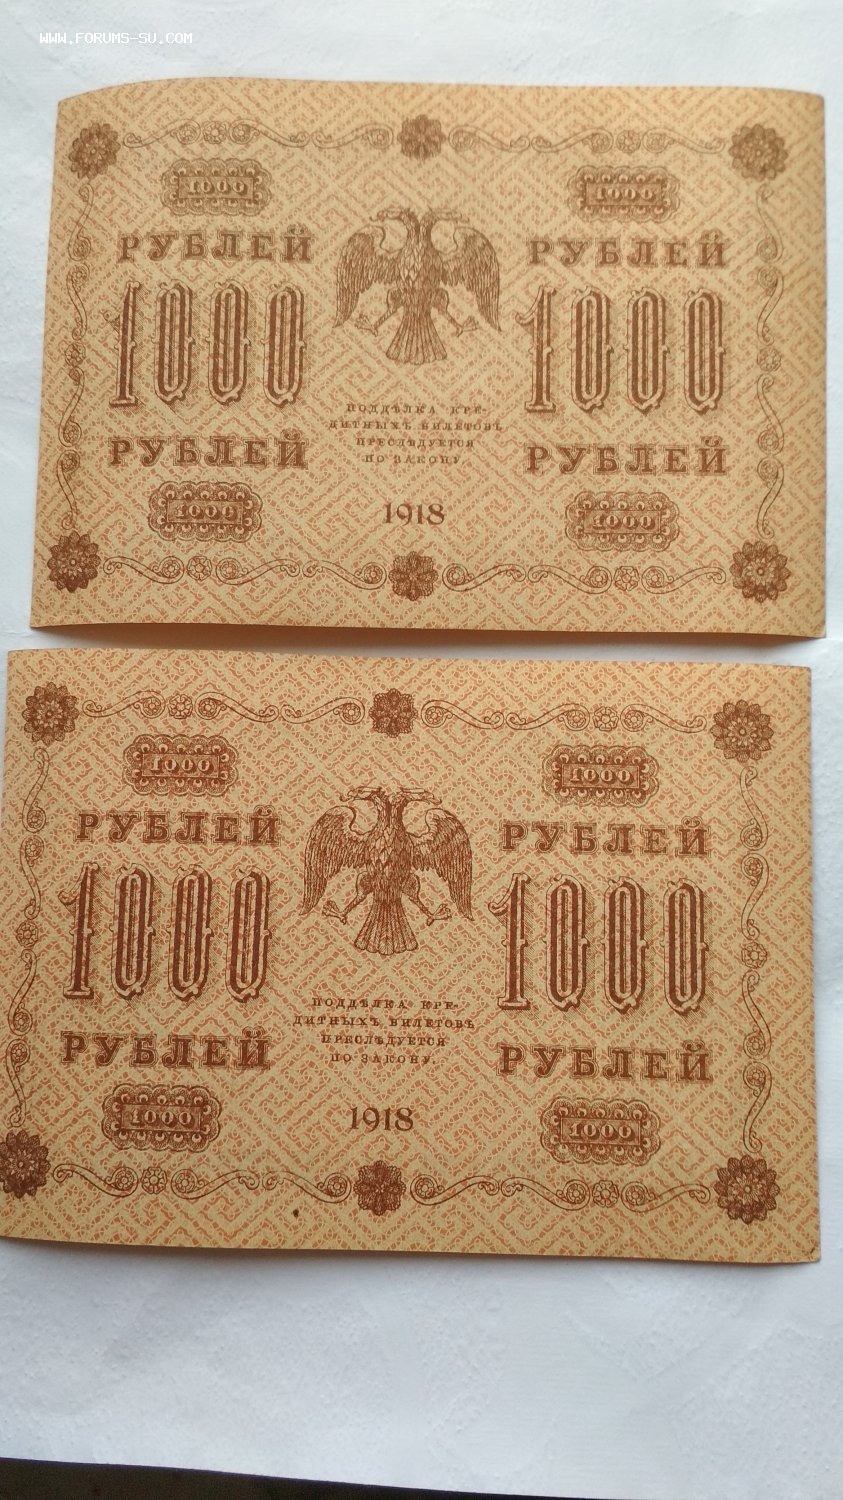 WWW.FORUMS-SU.COM
1000 1000
РУБЛЕЙ РУБЛЕЙ
1000 1000
ПОДДѢЛКА КРЕ-
ДИТНЫХЪ БИЛЕТОВЪ
ПРЕСЛѢДУЕТСЯ
ПО ЗАКОНУ.
РУБЛЕЙ РУБЛЕЙ
1000 1918 1000
1000 1000
РУБЛЕЙ РУБЛЕЙ
1000 1000
ПОДДѢЛКА КРЕ-
ДИТНЫХЪ БИЛЕТОВЪ
ПРЕСЛѢДУЕТСЯ
ПО ЗАКОНУ.
РУБЛЕЙ РУБЛЕЙ
1000 1918 1000